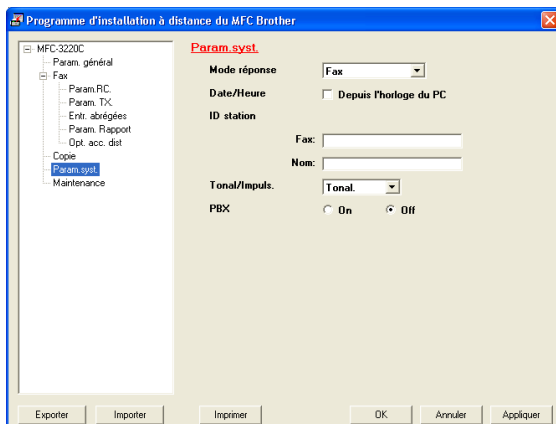 Programme d'installation à distance du MFC Brother
MFC-3220C
Param. général
Fax
Param.RC.
Param. TX.
Entr. abrégées
Param. Rapport
Opt. acc. dist
Copie
Param.syst.
Maintenance
Param.syst.
Mode réponse Fax
Date/Heure Depuis l'horloge du PC
ID station
Fax:
Nom:
Tonal/Impuls. Tonal.
PBX On Off
Exporter Importer Imprimer OK Annuler Appliquer